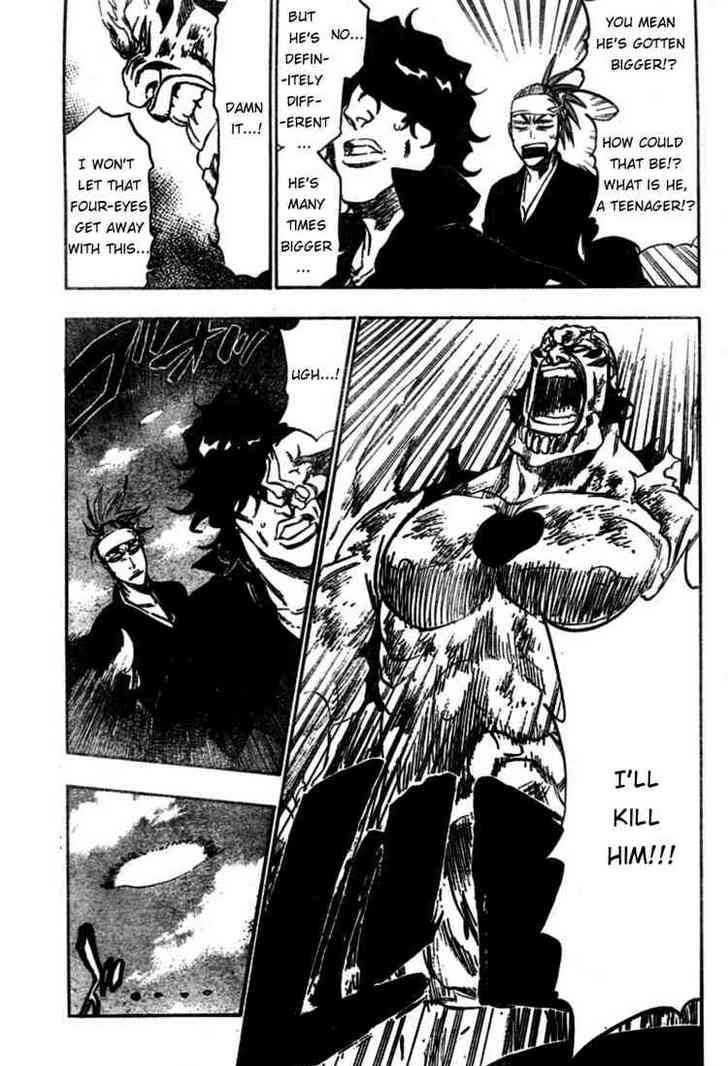 YOU MEAN
HE'S GOTTEN
BIGGER!?
HOW COULD
THAT BE!?
WHAT IS HE,
A TEENAGER!?
NO...
BUT
HE'S
DEFIN-
-ITELY
DIFF-
-ERENT
...
HE'S
MANY
TIMES
BIGGER
...
DAMN
IT...!
I WON'T
LET THAT
FOUR-EYES
GET AWAY
WITH THIS...
I'LL
KILL
HIM!!!
UGH...!